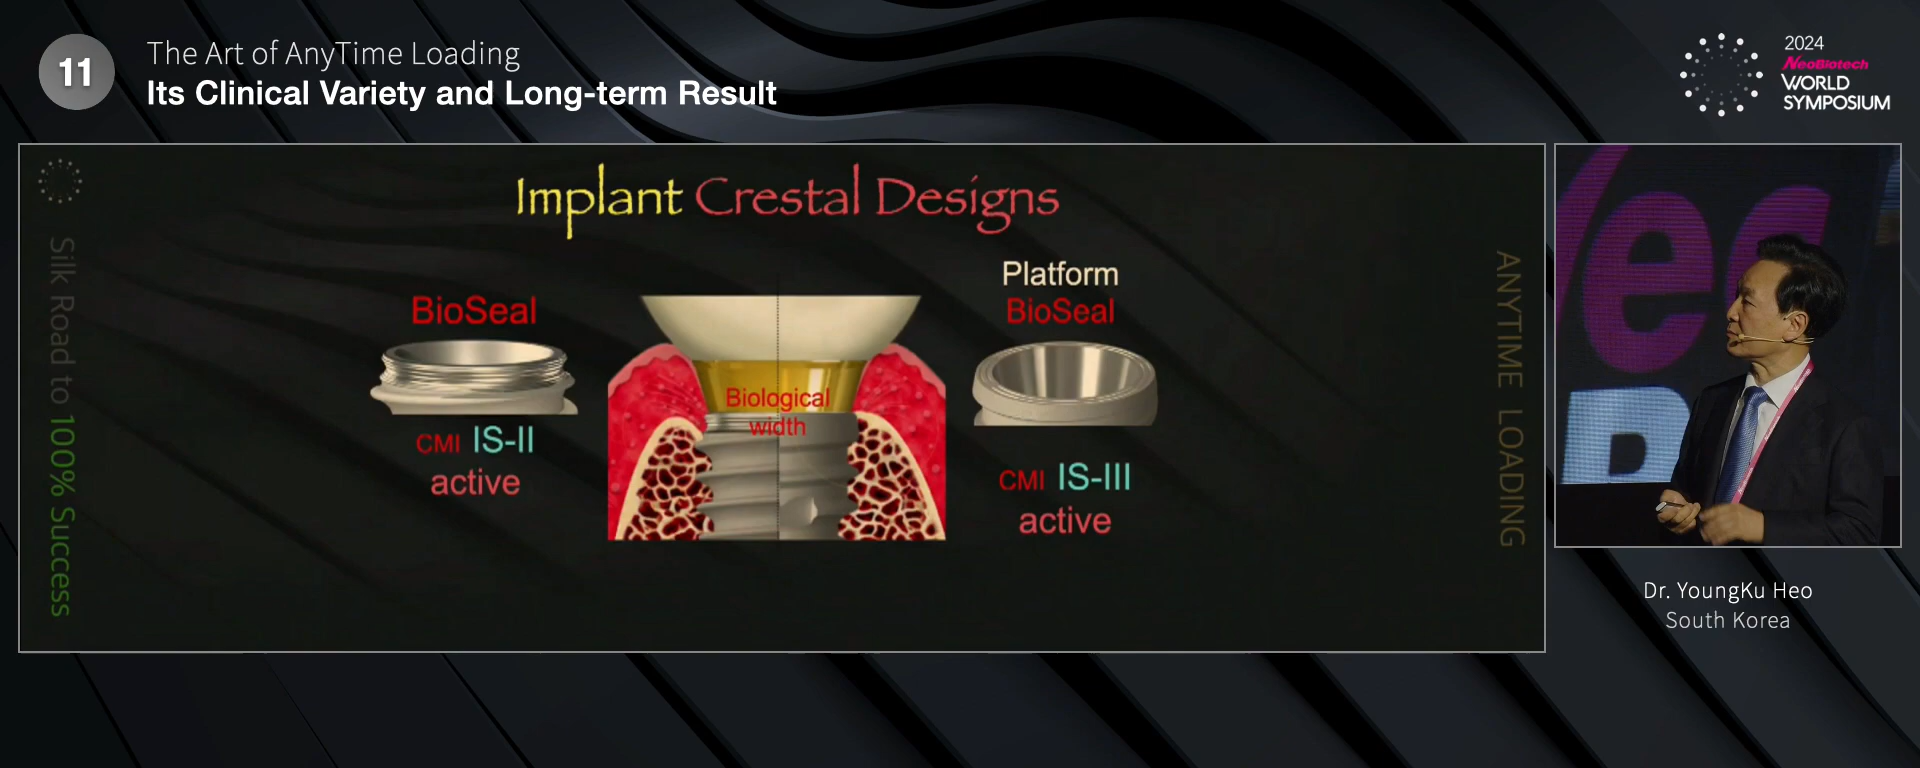 11
The Art of AnyTime Loading
Its Clinical Variety and Long-term Result
2024
NeoBiotech
WORLD
SYMPOSIUM
Silk Road to 100% Success
Implant Crestal Designs
BioSeal
CMI IS-II
active
Biological
width
Platform
BioSeal
CMI IS-III
active
ANYTIME LOADING
Dr. YoungKu Heo
South Korea